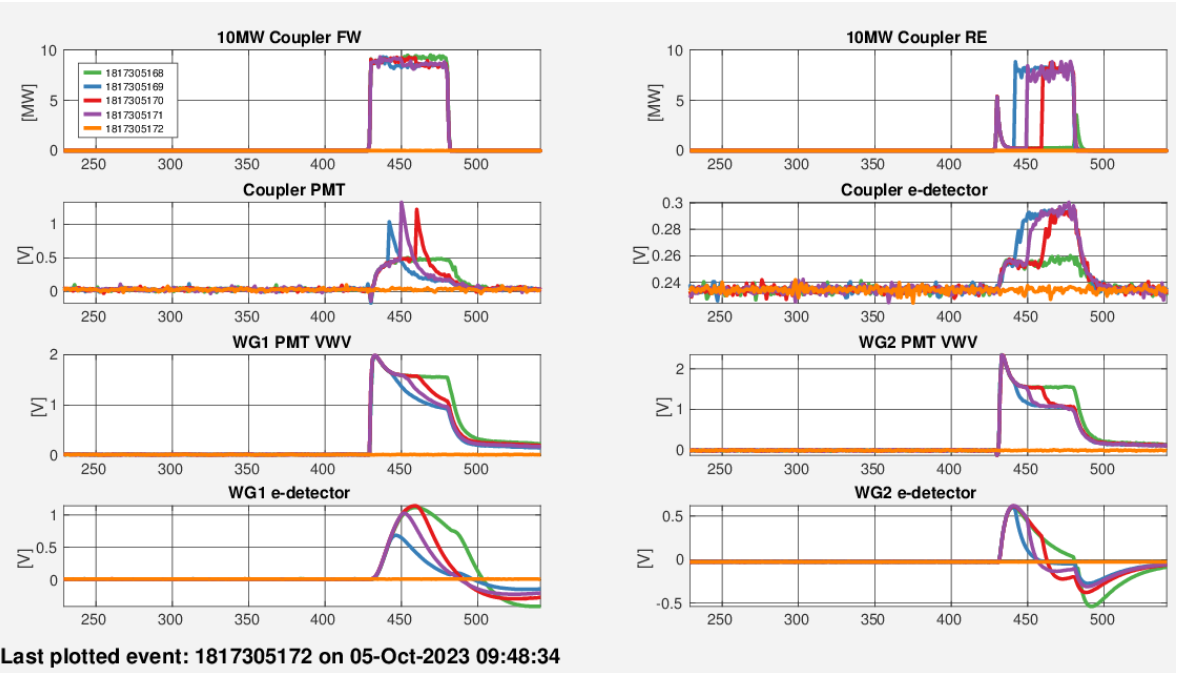 10MW Coupler FW
10MW Coupler RE
[MW]
10
5
0
1817305168
1817305169
1817305170
1817305171
1817305172
250 300 350 400 450 500
[MW]
10
5
0
250 300 350 400 450 500
Coupler PMT
Coupler e-detector
[V]
1
0.5
0
250 300 350 400 450 500
[V]
0.3
0.28
0.26
0.24
250 300 350 400 450 500
WG1 PMT VWV
WG2 PMT VWV
[V]
2
1
0
250 300 350 400 450 500
[V]
2
1
0
250 300 350 400 450 500
WG1 e-detector
WG2 e-detector
[V]
1
0.5
0
250 300 350 400 450 500
[V]
0.5
0
-0.5
250 300 350 400 450 500
Last plotted event: 1817305172 on 05-Oct-2023 09:48:34